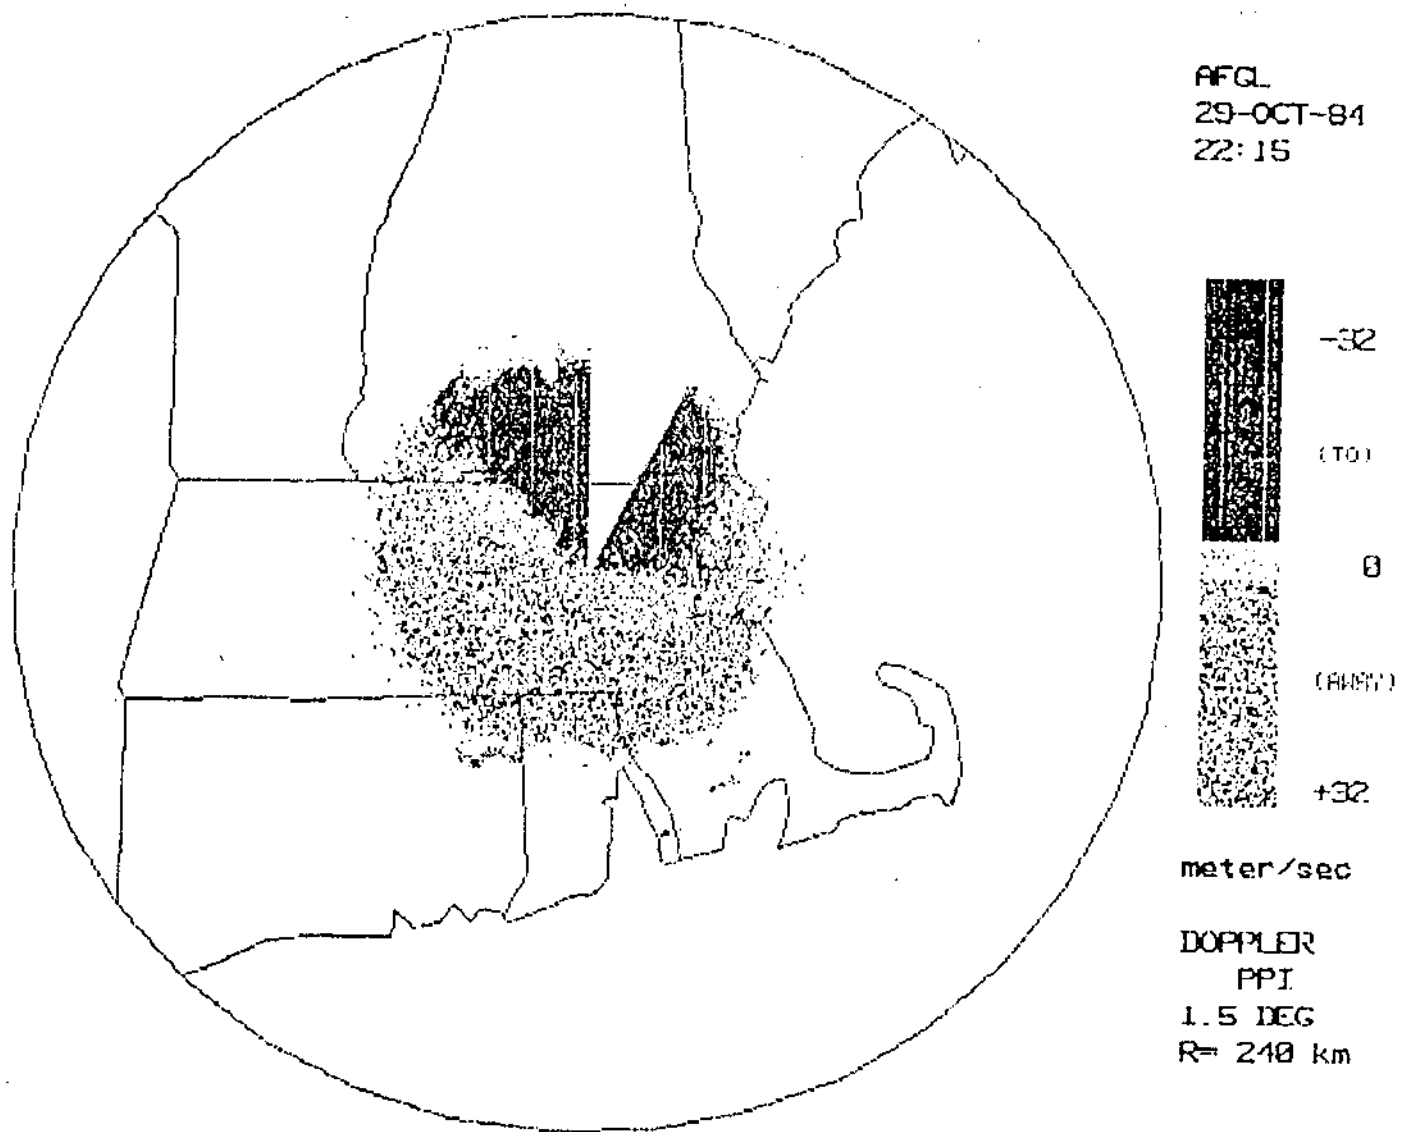 AFGL
29-OCT-84
22:15
-32
(TO)
0
(AWAY)
+32
meter/sec
DOPPLER
PPI
1.5 DEG
R= 240 km